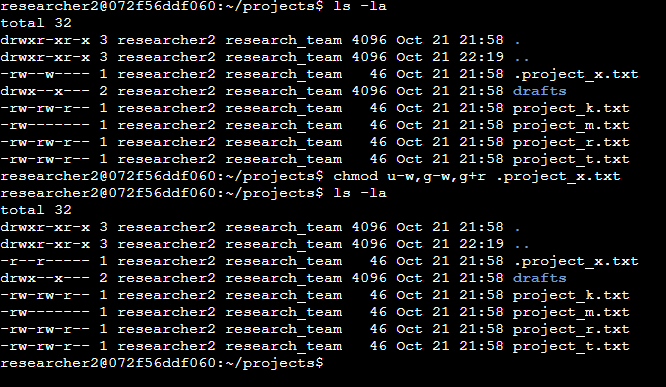 researcher2@072f56ddf060:~/projects$ ls -la
total 32
drwxr-xr-x 3 researcher2 research_team 4096 Oct 21 21:58 .
drwxr-xr-x 3 researcher2 research_team 4096 Oct 21 22:19 ..
-rw--w---- 1 researcher2 research_team   46 Oct 21 21:58 .project_x.txt
drwx--x--- 2 researcher2 research_team 4096 Oct 21 21:58 drafts
-rw-rw-rw- 1 researcher2 research_team   46 Oct 21 21:58 project_k.txt
-rw-r----- 1 researcher2 research_team   46 Oct 21 21:58 project_m.txt
-rw-rw-r-- 1 researcher2 research_team   46 Oct 21 21:58 project_r.txt
-rw-rw-r-- 1 researcher2 research_team   46 Oct 21 21:58 project_t.txt
researcher2@072f56ddf060:~/projects$ chmod u-w,g-w,g+r .project_x.txt
researcher2@072f56ddf060:~/projects$ ls -la
total 32
drwxr-xr-x 3 researcher2 research_team 4096 Oct 21 21:58 .
drwxr-xr-x 3 researcher2 research_team 4096 Oct 21 22:19 ..
-r--r----- 1 researcher2 research_team   46 Oct 21 21:58 .project_x.txt
drwx--x--- 2 researcher2 research_team 4096 Oct 21 21:58 drafts
-rw-rw-r-- 1 researcher2 research_team   46 Oct 21 21:58 project_k.txt
-rw------- 1 researcher2 research_team   46 Oct 21 21:58 project_m.txt
-rw-rw-r-- 1 researcher2 research_team   46 Oct 21 21:58 project_r.txt
-rw-rw-r-- 1 researcher2 research_team   46 Oct 21 21:58 project_t.txt
researcher2@072f56ddf060:~/projects$